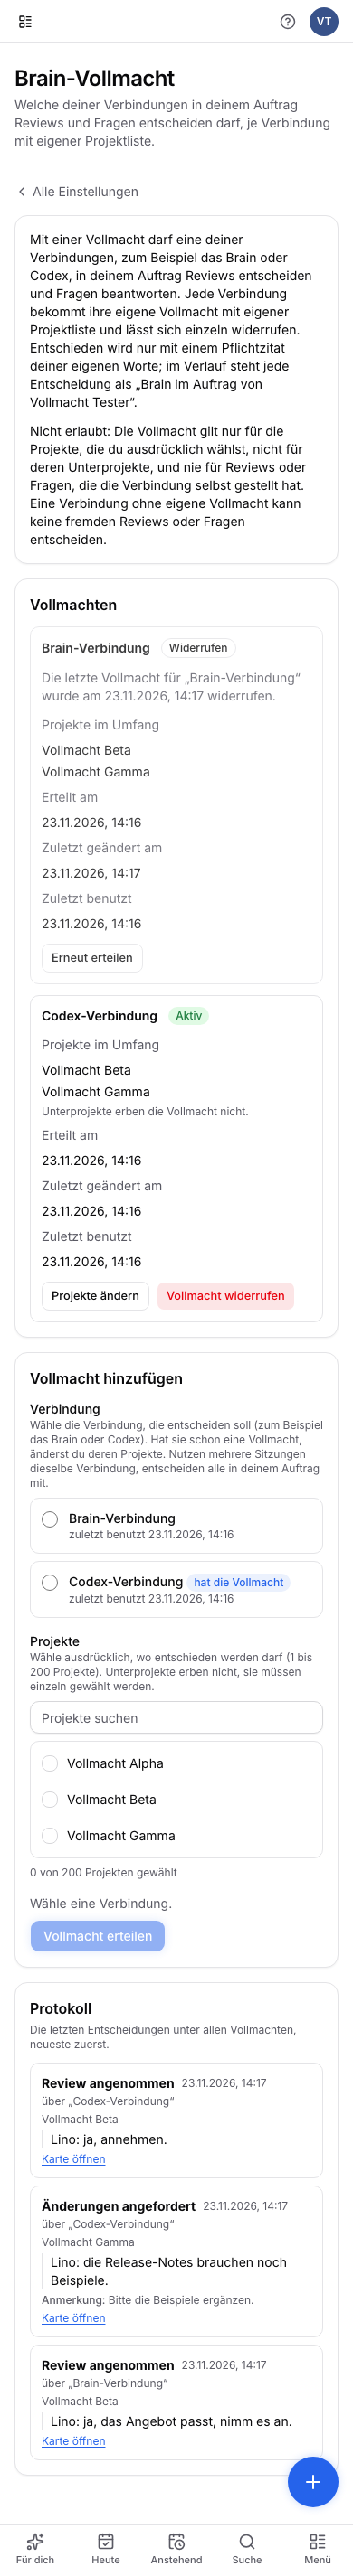 VT
Brain-Vollmacht
Welche deiner Verbindungen in deinem Auftrag
Reviews und Fragen entscheiden darf, je Verbindung
mit eigener Projektliste.
Alle Einstellungen
Mit einer Vollmacht darf eine deiner
Verbindungen, zum Beispiel das Brain oder
Codex, in deinem Auftrag Reviews entscheiden
und Fragen beantworten. Jede Verbindung
bekommt ihre eigene Vollmacht mit eigener
Projektliste und lässt sich einzeln widerrufen.
Entschieden wird nur mit einem Pflichtzitat
deiner eigenen Worte; im Verlauf steht jede
Entscheidung als „Brain im Auftrag von
Vollmacht Tester“.
Nicht erlaubt: Die Vollmacht gilt nur für die
Projekte, die du ausdrücklich wählst, nicht für
deren Unterprojekte, und nie für Reviews oder
Fragen, die die Verbindung selbst gestellt hat.
Eine Verbindung ohne eigene Vollmacht kann
keine fremden Reviews oder Fragen
entscheiden.
Vollmachten
Brain-Verbindung Widerrufen
Die letzte Vollmacht für „Brain-Verbindung“
wurde am 23.11.2026, 14:17 widerrufen.
Projekte im Umfang
Vollmacht Beta
Vollmacht Gamma
Erteilt am
23.11.2026, 14:16
Zuletzt geändert am
23.11.2026, 14:17
Zuletzt benutzt
23.11.2026, 14:16
Erneut erteilen
Codex-Verbindung Aktiv
Projekte im Umfang
Vollmacht Beta
Vollmacht Gamma
Unterprojekte erben die Vollmacht nicht.
Erteilt am
23.11.2026, 14:16
Zuletzt geändert am
23.11.2026, 14:16
Zuletzt benutzt
23.11.2026, 14:16
Projekte ändern Vollmacht widerrufen
Vollmacht hinzufügen
Verbindung
Wähle die Verbindung, die entscheiden soll (zum Beispiel
das Brain oder Codex). Hat sie schon eine Vollmacht,
änderst du deren Projekte. Nutzen mehrere Sitzungen
dieselbe Verbindung, entscheiden alle in deinem Auftrag
mit.
Brain-Verbindung
zuletzt benutzt 23.11.2026, 14:16
Codex-Verbindung hat die Vollmacht
zuletzt benutzt 23.11.2026, 14:16
Projekte
Wähle ausdrücklich, wo entschieden werden darf (1 bis
200 Projekte). Unterprojekte erben nicht, sie müssen
einzeln gewählt werden.
Projekte suchen
Vollmacht Alpha
Vollmacht Beta
Vollmacht Gamma
0 von 200 Projekten gewählt
Wähle eine Verbindung.
Vollmacht erteilen
Protokoll
Die letzten Entscheidungen unter allen Vollmachten,
neueste zuerst.
Review angenommen 23.11.2026, 14:17
über „Codex-Verbindung“
Vollmacht Beta
Lino: ja, annehmen.
Karte öffnen
Änderungen angefordert 23.11.2026, 14:17
über „Codex-Verbindung“
Vollmacht Gamma
Lino: die Release-Notes brauchen noch
Beispiele.
Anmerkung: Bitte die Beispiele ergänzen.
Karte öffnen
Review angenommen 23.11.2026, 14:16
über „Brain-Verbindung“
Vollmacht Beta
Lino: ja, das Angebot passt, nimm es an.
Karte öffnen
Für dich Heute Anstehend Suche Menü